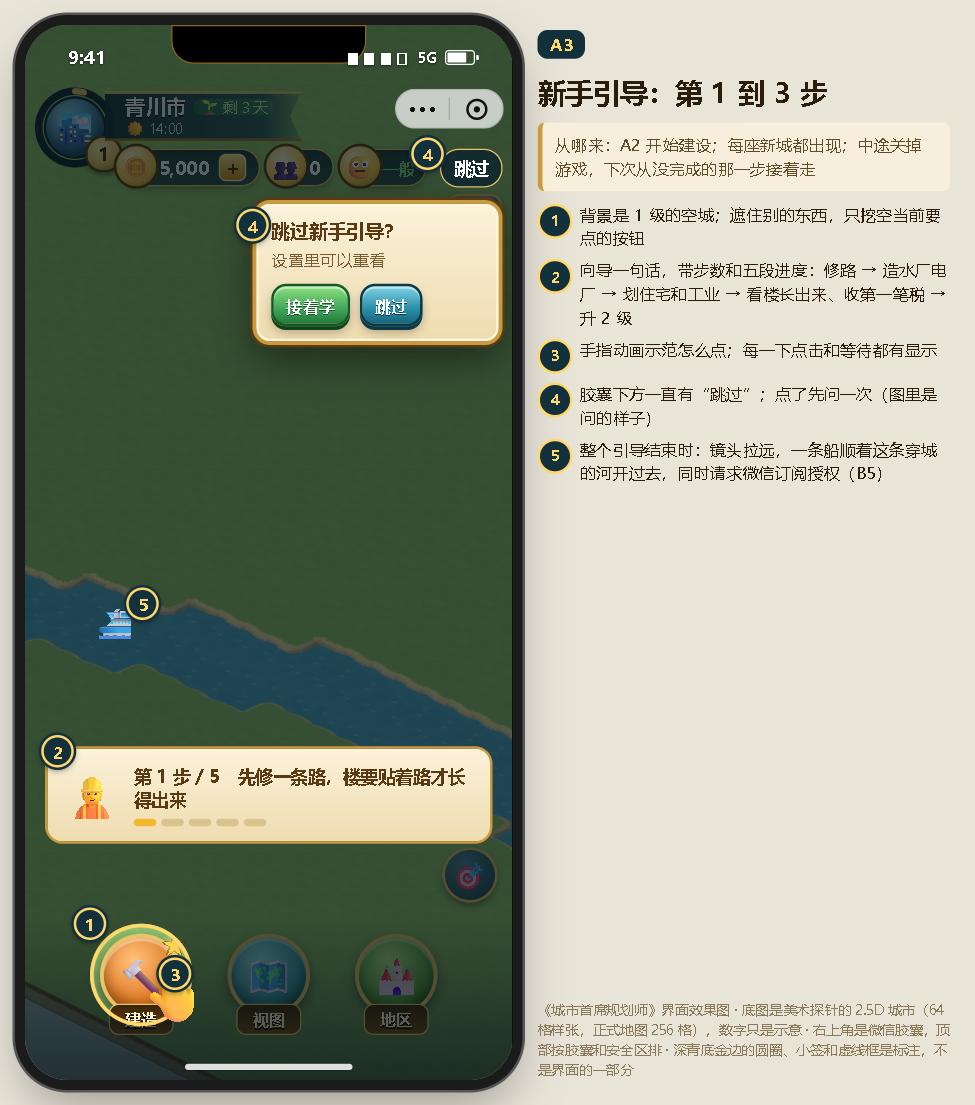 9:41
5G
青川市
剩 3 天
14:00
1
5,000
+
0
一般
4
跳过
4
跳过新手引导?
设置里可以重看
接着学
跳过
5
2
第 1 步 / 5 先修一条路，楼要贴着路才长
得出来
1
3
建造
视图
地区
A3
新手引导：第 1 到 3 步
从哪来：A2 开始建设；每座新城都出现；中途关掉
游戏，下次从没完成的那一步接着走
1
背景是 1 级的空城；遮住别的东西，只挖空当前要
点的按钮
2
向导一句话，带步数和五段进度：修路 → 造水厂电
厂 → 划住宅和工业 → 看楼长出来、收第一笔税 →
升 2 级
3
手指动画示范怎么点；每一下点击和等待都有显示
4
胶囊下方一直有“跳过”；点了先问一次（图里是
问的样子）
5
整个引导结束时：镜头拉远，一条船顺着这条穿城
的河开过去，同时请求微信订阅授权（B5）
《城市首席规划师》界面效果图 · 底图是美术探针的 2.5D 城市（64
格样张，正式地图 256 格），数字只是示意 · 右上角是微信胶囊，顶
部按胶囊和安全区排 · 深青底金边的圆圈、小签和虚线框是标注，不
是界面的一部分